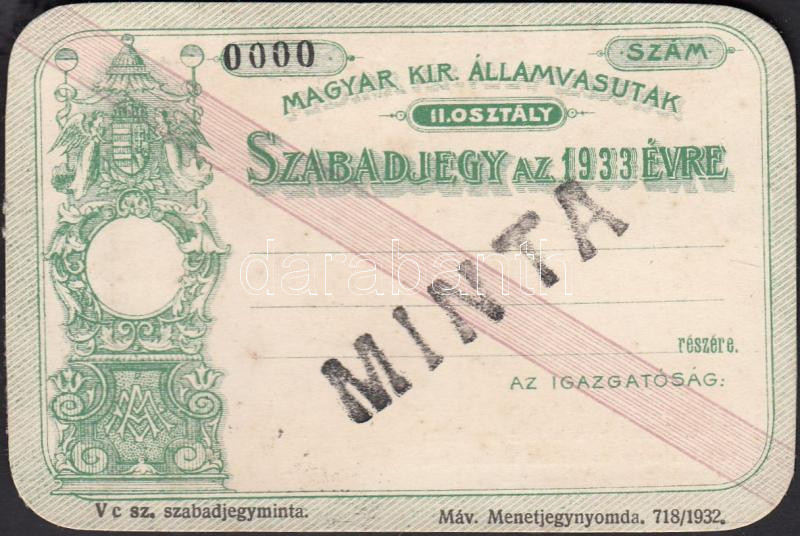 0000 SZÁM
MAGYAR KIR. ÁLLAMVASUTAK
II. OSZTÁLY
SZABADJEGY AZ 1933 ÉVRE
MINTA
darabanth
részére.
AZ IGAZGATÓSÁG:
V c sz. szabadjegyminta.
Máv. Menetjegynyomda. 718/1932.